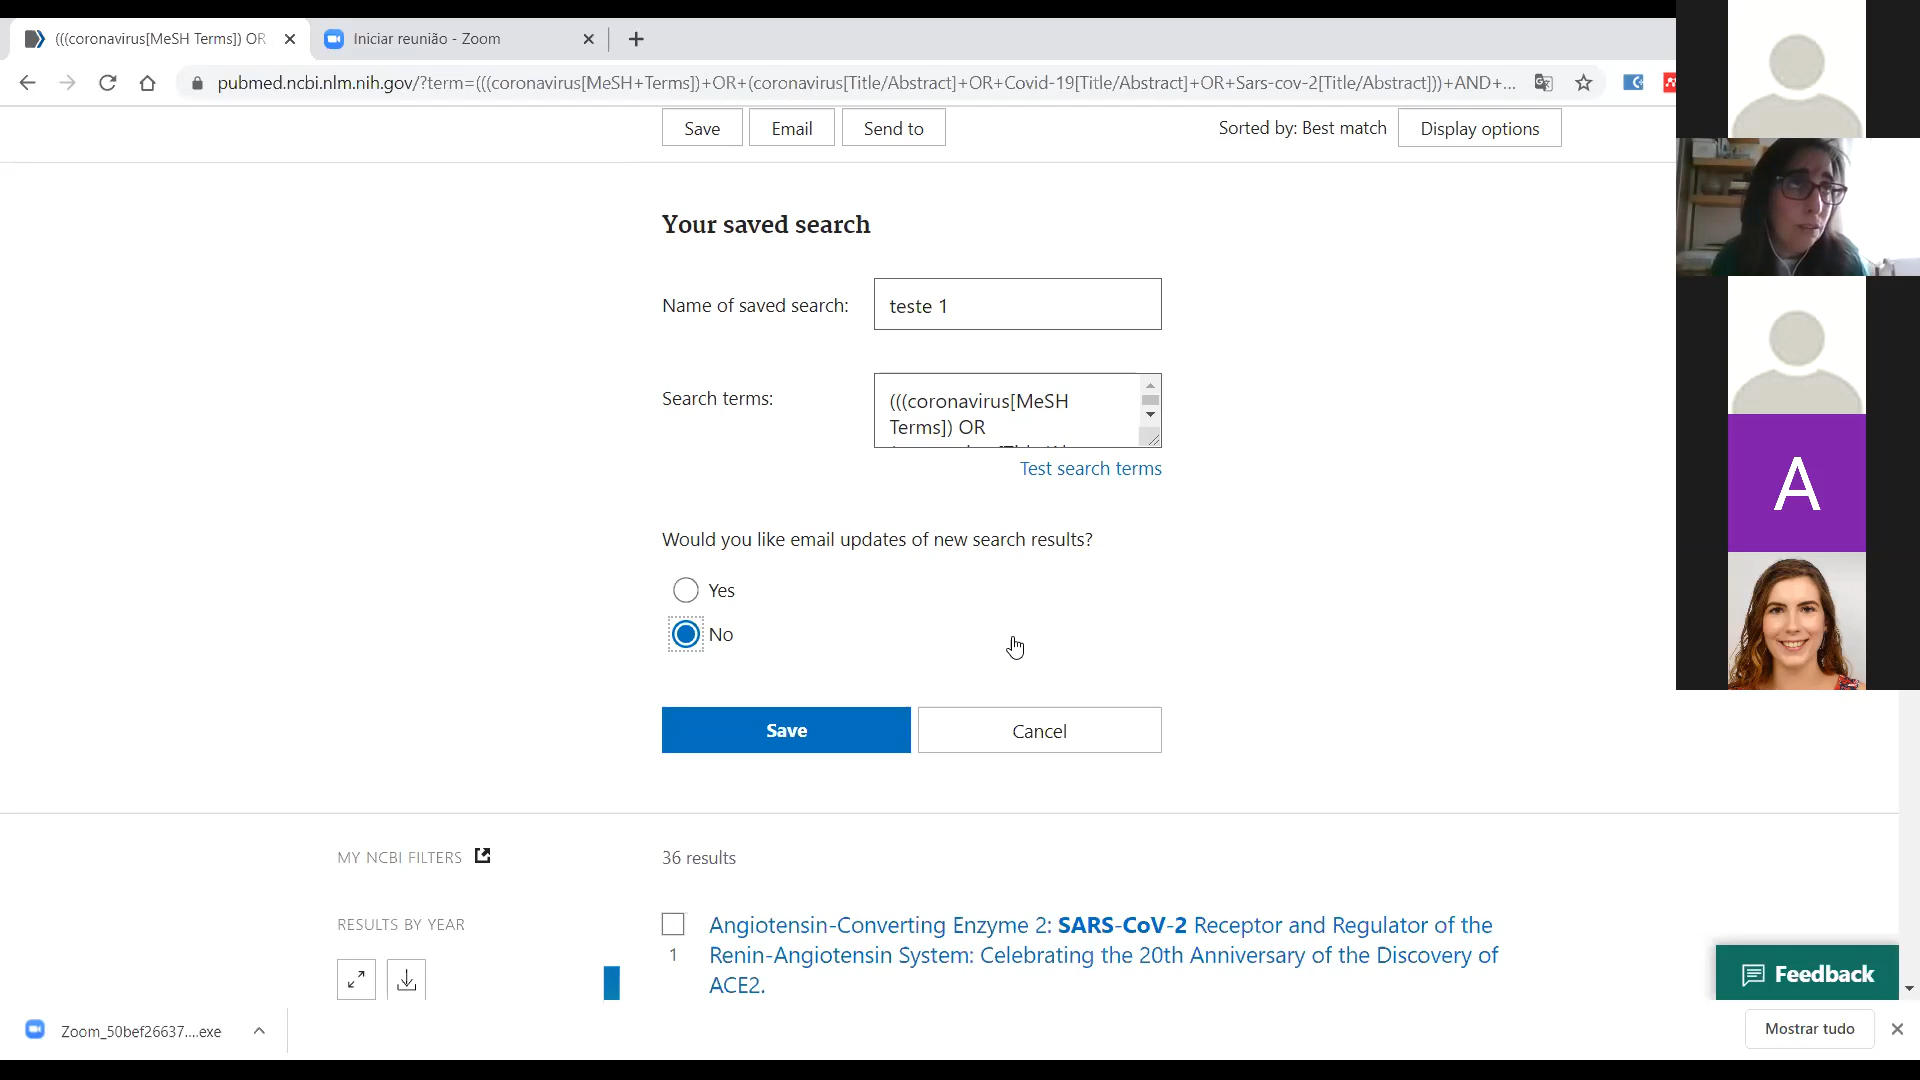 (((coronavirus[MeSH Terms]) OR
Iniciar reunião - Zoom
pubmed.ncbi.nlm.nih.gov/?term=(((coronavirus[MeSH+Terms])+OR+(coronavirus[Title/Abstract]+OR+Covid-19[Title/Abstract]+OR+Sars-cov-2[Title/Abstract]))+AND+...
Save
Email
Send to
Sorted by: Best match
Display options
Your saved search
Name of saved search:
teste 1
Search terms:
(((coronavirus[MeSH
Terms]) OR
Test search terms
Would you like email updates of new search results?
Yes
No
Save
Cancel
A
MY NCBI FILTERS
36 results
RESULTS BY YEAR
Angiotensin-Converting Enzyme 2: SARS-CoV-2 Receptor and Regulator of the
1
Renin-Angiotensin System: Celebrating the 20th Anniversary of the Discovery of
ACE2.
Feedback
Zoom_50bef26637....exe
Mostrar tudo